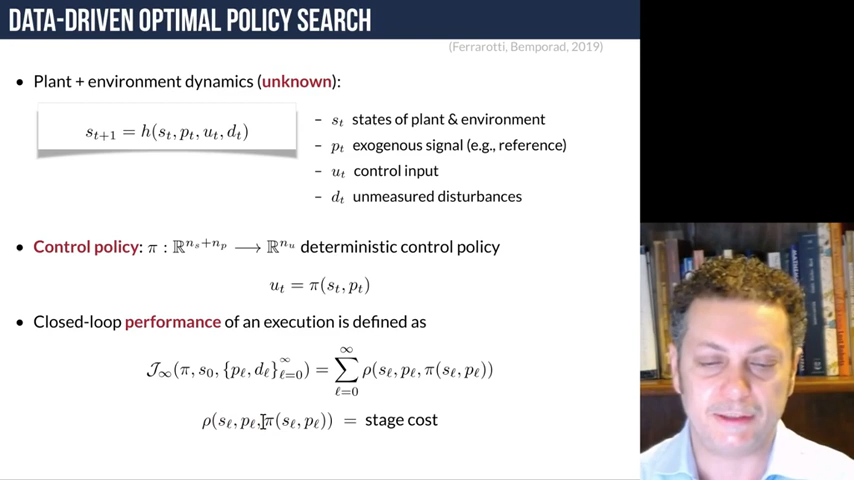 DATA-DRIVEN OPTIMAL POLICY SEARCH
(Ferrarotti, Bemporad, 2019)
• Plant + environment dynamics (unknown):
s_{t+1} = h(s_t, p_t, u_t, d_t)
– s_t states of plant & environment
– p_t exogenous signal (e.g., reference)
– u_t control input
– d_t unmeasured disturbances
• Control policy: π : ℝ^{n_s+n_p} ⟶ ℝ^{n_u} deterministic control policy
u_t = π(s_t, p_t)
• Closed-loop performance of an execution is defined as
𝒥_∞(π, s_0, {p_ℓ, d_ℓ}_{ℓ=0}^∞) = ∑_{ℓ=0}^∞ ρ(s_ℓ, p_ℓ, π(s_ℓ, p_ℓ))
ρ(s_ℓ, p_ℓ, π(s_ℓ, p_ℓ)) = stage cost